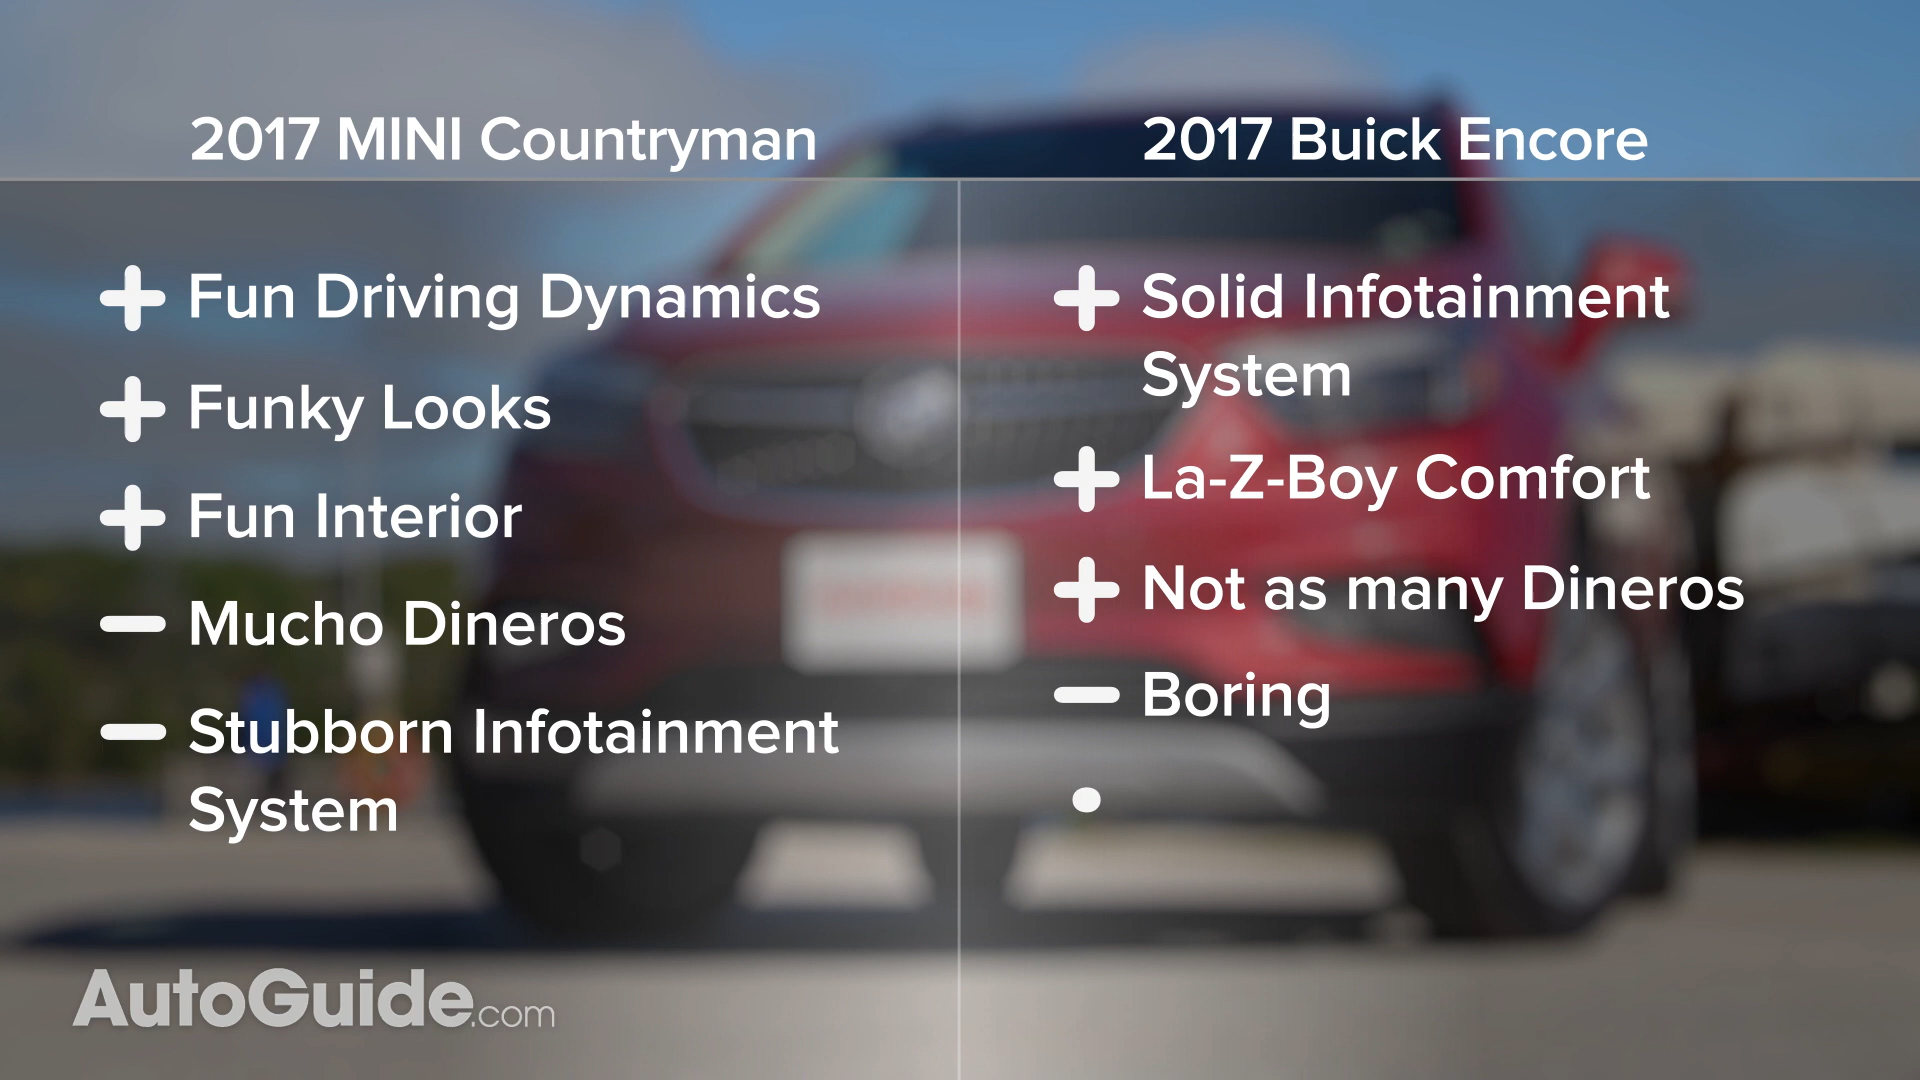 2017 MINI Countryman
2017 Buick Encore
+ Fun Driving Dynamics
+ Funky Looks
+ Fun Interior
- Mucho Dineros
- Stubborn Infotainment
System
+ Solid Infotainment
System
+ La-Z-Boy Comfort
+ Not as many Dineros
- Boring
•
AutoGuide.com